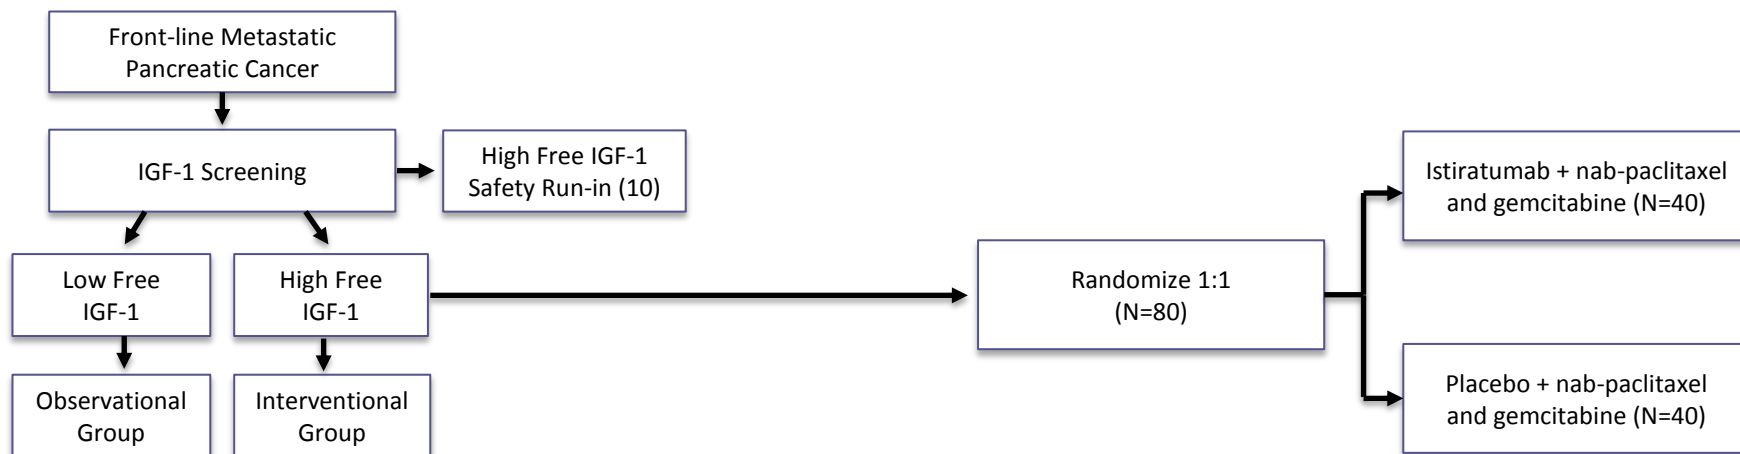 Front-line Metastatic
Pancreatic Cancer
IGF-1 Screening
High Free IGF-1
Safety Run-in (10)
Low Free
IGF-1
High Free
IGF-1
Observational
Group
Interventional
Group
Randomize 1:1
(N=80)
Istiratumab + nab-paclitaxel
and gemcitabine (N=40)
Placebo + nab-paclitaxel
and gemcitabine (N=40)